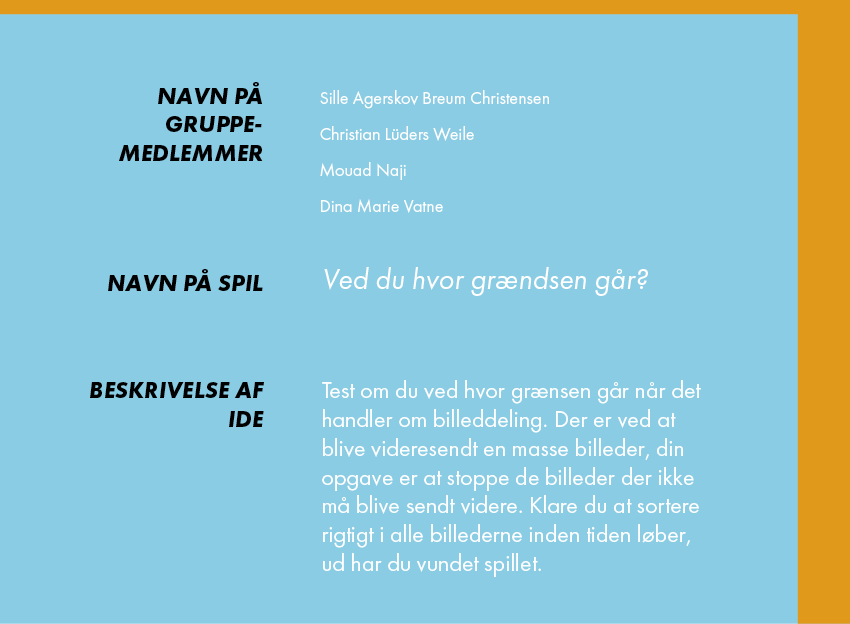 NAVN PÅ
GRUPPE-
MEDLEMMER
Sille Agerskov Breum Christensen
Christian Lüders Weile
Mouad Naji
Dina Marie Vatne
NAVN PÅ SPIL
Ved du hvor grændsen går?
BESKRIVELSE AF
IDE
Test om du ved hvor grænsen går når det
handler om billeddeling. Der er ved at
blive videresendt en masse billeder, din
opgave er at stoppe de billeder der ikke
må blive sendt videre. Klare du at sortere
rigtigt i alle billederne inden tiden løber,
ud har du vundet spillet.